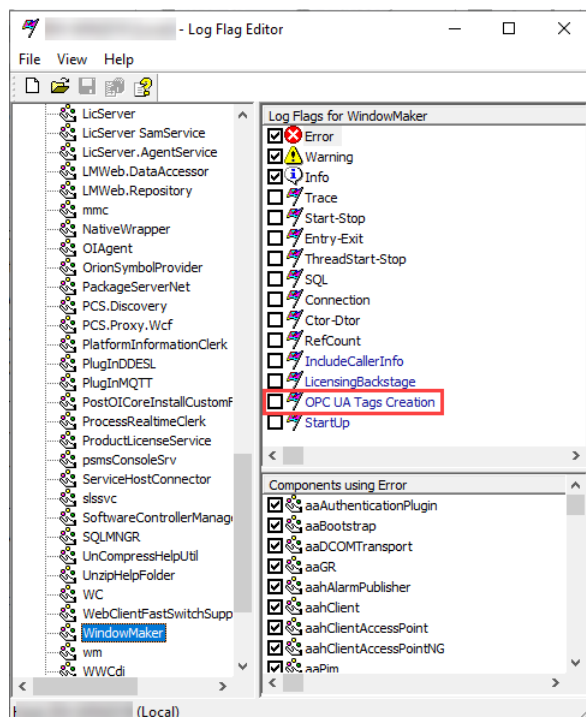 - Log Flag Editor
File View Help
LicServer
LicServer SamService
LicServer.AgentService
LMWeb.DataAccessor
LMWeb.Repository
mmc
NativeWrapper
OIAgent
OrionSymbolProvider
PackageServerNet
PCS.Discovery
PCS.Proxy.Wcf
PlatformInformationClerk
PlugInDDESL
PlugInMQTT
PostOICoreInstallCustomF
ProcessRealtimeClerk
ProductLicenseService
psmsConsoleSrv
ServiceHostConnector
slssvc
SoftwareControllerManag
SQLMNGR
UnCompressHelpUtil
UnzipHelpFolder
WC
WebClientFastSwitchSupp
WindowMaker
wm
WWCdi
Log Flags for WindowMaker
Error
Warning
Info
Trace
Start-Stop
Entry-Exit
ThreadStart-Stop
SQL
Connection
Ctor-Dtor
RefCount
IncludeCallerInfo
LicensingBackstage
OPC UA Tags Creation
StartUp
Components using Error
aaAuthenticationPlugin
aaBootstrap
aaDCOMTransport
aaGR
aahAlarmPublisher
aahClient
aahClientAccessPoint
aahClientAccessPointNG
aaPim
(Local)